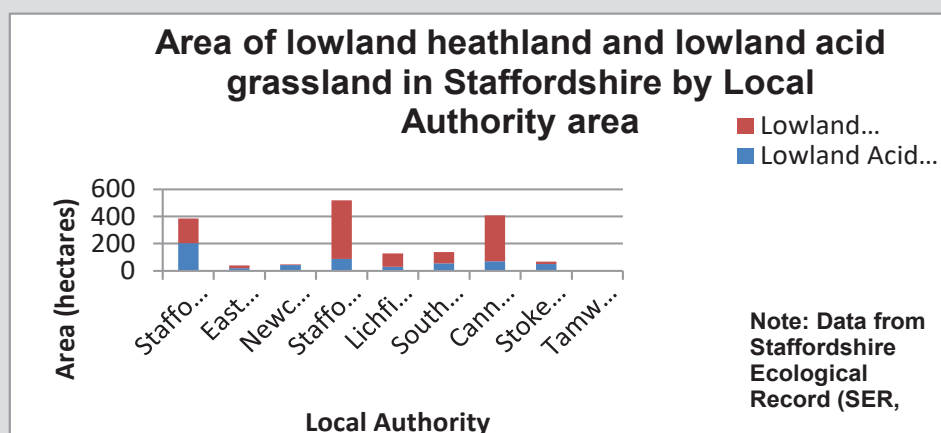 Area of lowland heathland and lowland acid
grassland in Staffordshire by Local
Authority area
Lowland...
Lowland Acid...
Area (hectares)
600
400
200
0
Staffo...
East...
Newc...
Staffo...
Lichfi...
South...
Cann...
Stoke...
Tamw...
Local Authority
Note: Data from
Staffordshire
Ecological
Record (SER,